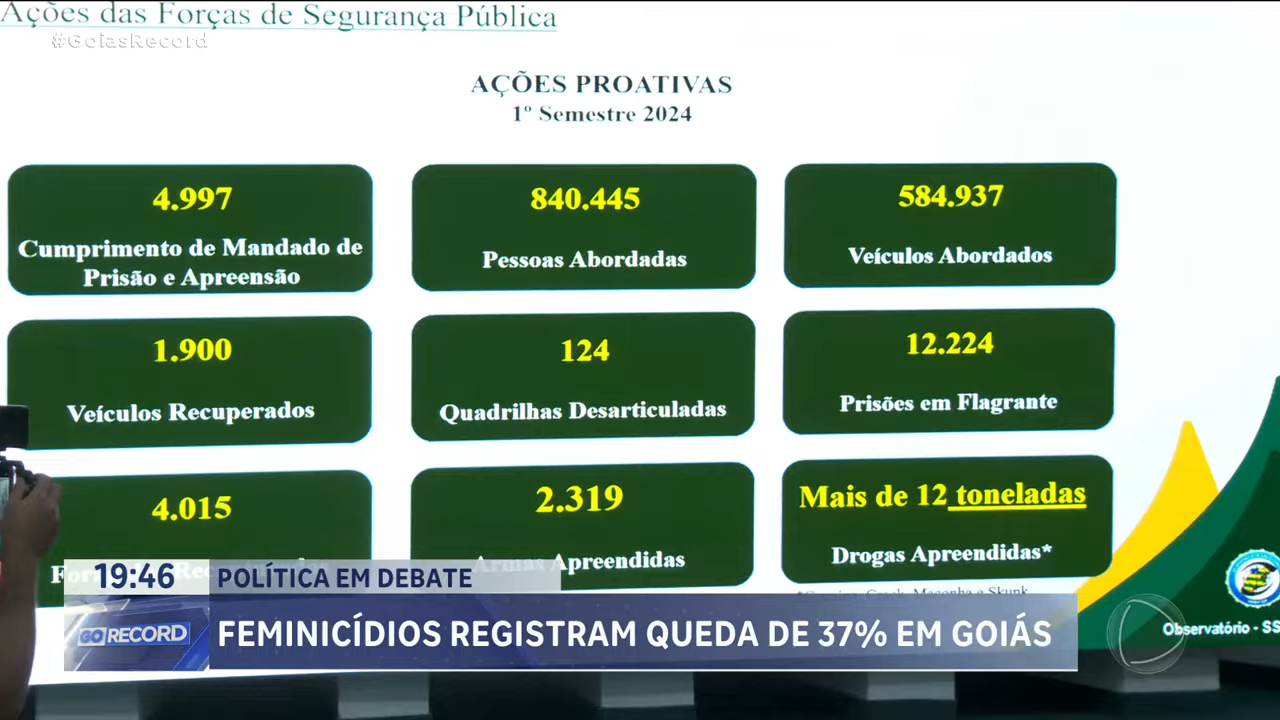 Ações das Forças de Segurança Pública
#GoiasRecord
AÇÕES PROATIVAS
1º Semestre 2024
4.997
Cumprimento de Mandado de
Prisão e Apreensão
840.445
Pessoas Abordadas
584.937
Veículos Abordados
1.900
Veículos Recuperados
124
Quadrilhas Desarticuladas
12.224
Prisões em Flagrante
4.015
2.319
Armas Apreendidas
Mais de 12 toneladas
Drogas Apreendidas*
19:46
POLÍTICA EM DEBATE
GO RECORD
FEMINICÍDIOS REGISTRAM QUEDA DE 37% EM GOIÁS
Observatório - SS